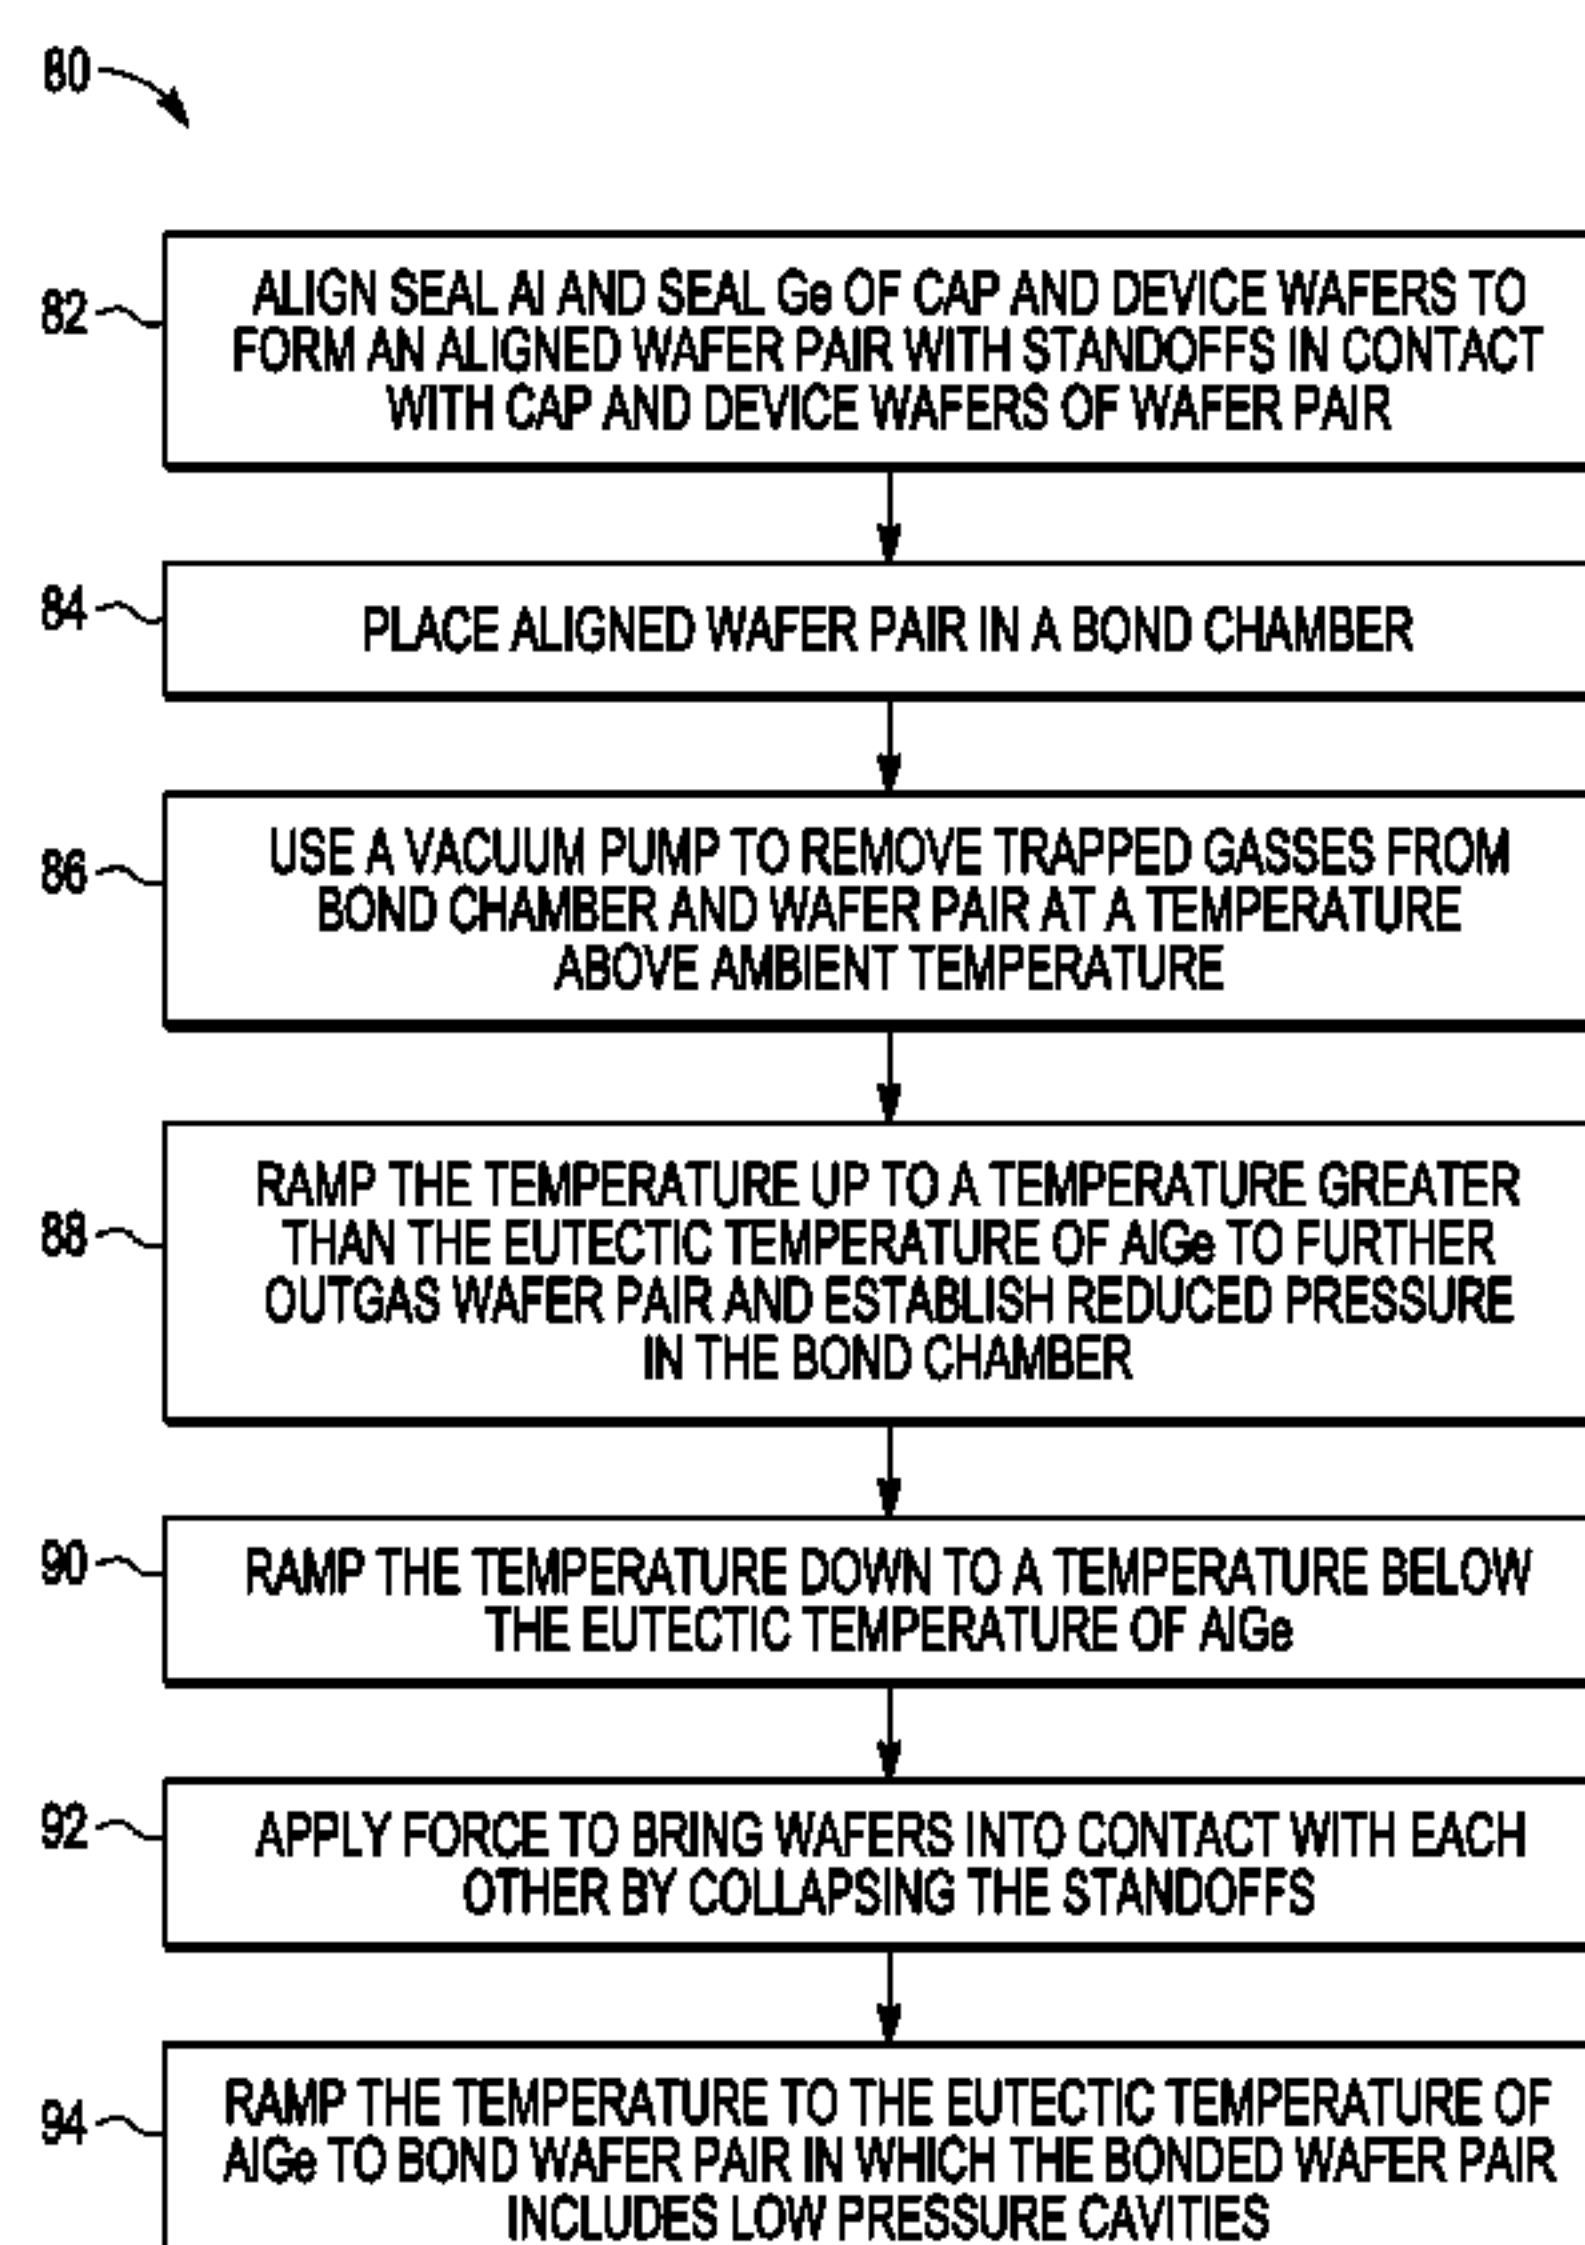 80
82
ALIGN SEAL Al AND SEAL Ge OF CAP AND DEVICE WAFERS TO
FORM AN ALIGNED WAFER PAIR WITH STANDOFFS IN CONTACT
WITH CAP AND DEVICE WAFERS OF WAFER PAIR
84
PLACE ALIGNED WAFER PAIR IN A BOND CHAMBER
86
USE A VACUUM PUMP TO REMOVE TRAPPED GASSES FROM
BOND CHAMBER AND WAFER PAIR AT A TEMPERATURE
ABOVE AMBIENT TEMPERATURE
88
RAMP THE TEMPERATURE UP TO A TEMPERATURE GREATER
THAN THE EUTECTIC TEMPERATURE OF AlGe TO FURTHER
OUTGAS WAFER PAIR AND ESTABLISH REDUCED PRESSURE
IN THE BOND CHAMBER
90
RAMP THE TEMPERATURE DOWN TO A TEMPERATURE BELOW
THE EUTECTIC TEMPERATURE OF AlGe
92
APPLY FORCE TO BRING WAFERS INTO CONTACT WITH EACH
OTHER BY COLLAPSING THE STANDOFFS
94
RAMP THE TEMPERATURE TO THE EUTECTIC TEMPERATURE OF
AlGe TO BOND WAFER PAIR IN WHICH THE BONDED WAFER PAIR
INCLUDES LOW PRESSURE CAVITIES